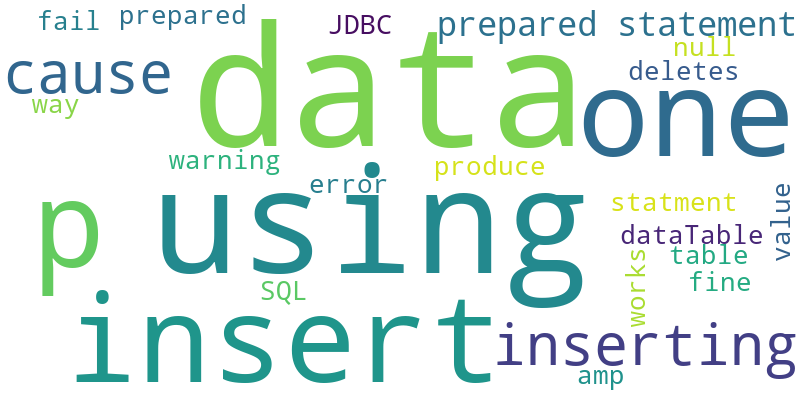 fail
prepared
JDBC
prepared statement
null
cause
data
one
deletes
way
warning
error
produce
p
using
statment
value
dataTable
table
works
fine
SQL
insert
inserting
amp